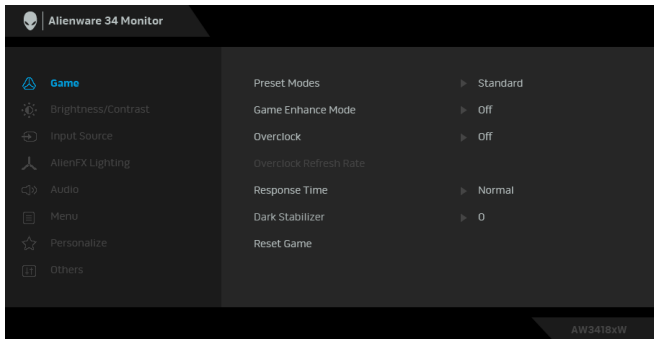 Alienware 34 Monitor
Game
Preset Modes Standard
Brightness/Contrast
Game Enhance Mode Off
Input Source
Overclock Off
AlienFX Lighting
Overclock Refresh Rate
Audio
Response Time Normal
Menu
Dark Stabilizer 0
Personalize
Reset Game
Others
AW3418xW